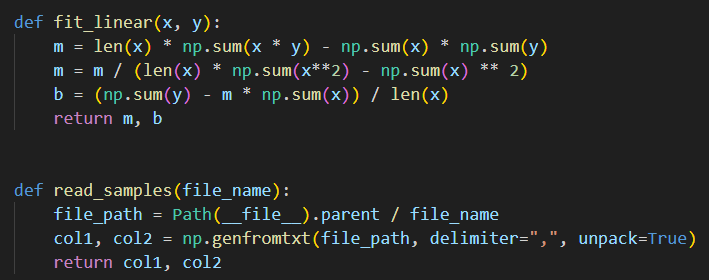 def fit_linear(x, y):
    m = len(x) * np.sum(x * y) - np.sum(x) * np.sum(y)
    m = m / (len(x) * np.sum(x**2) - np.sum(x) ** 2)
    b = (np.sum(y) - m * np.sum(x)) / len(x)
    return m, b
def read_samples(file_name):
    file_path = Path(__file__).parent / file_name
    col1, col2 = np.genfromtxt(file_path, delimiter=",", unpack=True)
    return col1, col2